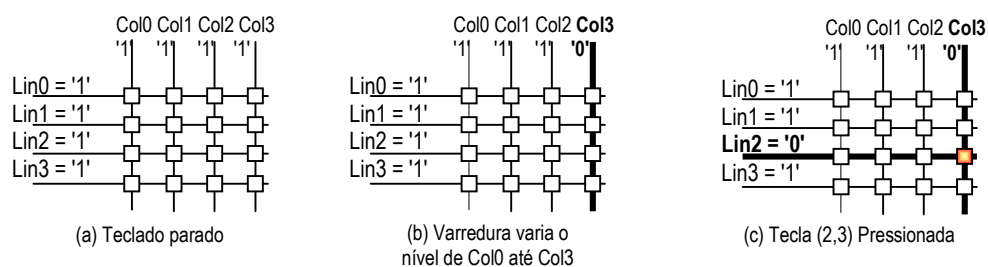 Col0 Col1 Col2 Col3
'1' '1' '1' '1'
Lin0 = '1'
Lin1 = '1'
Lin2 = '1'
Lin3 = '1'
(a) Teclado parado
Col0 Col1 Col2 Col3
'1' '1' '1' '0'
Lin0 = '1'
Lin1 = '1'
Lin2 = '1'
Lin3 = '1'
(b) Varredura varia o
nível de Col0 até Col3
Col0 Col1 Col2 Col3
'1' '1' '1' '0'
Lin0 = '1'
Lin1 = '1'
Lin2 = '0'
Lin3 = '1'
(c) Tecla (2,3) Pressionada